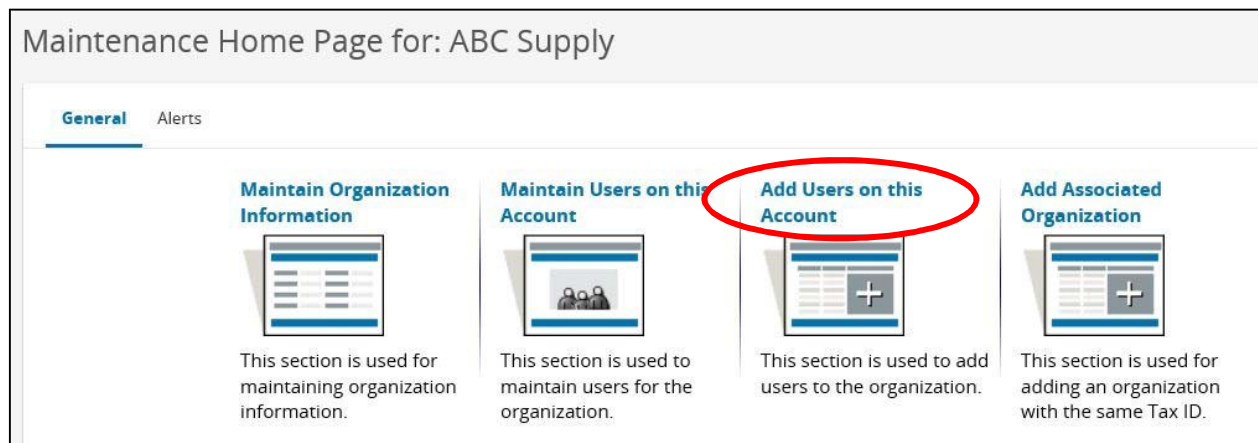 Maintenance Home Page for: ABC Supply
General Alerts
Maintain Organization
Information
This section is used for
maintaining organization
information.
Maintain Users on this
Account
This section is used to
maintain users for the
organization.
Add Users on this
Account
This section is used to add
users to the organization.
Add Associated
Organization
This section is used for
adding an organization
with the same Tax ID.